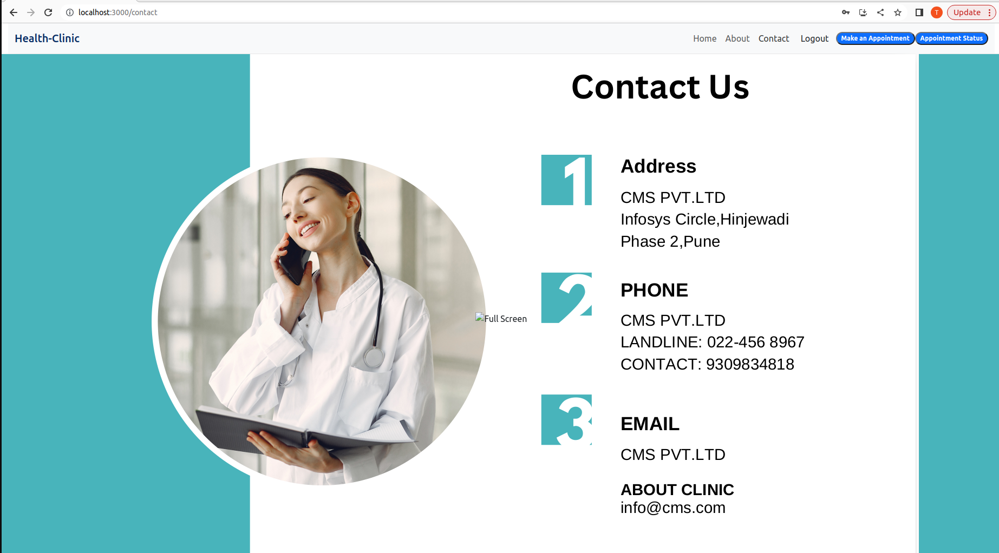 localhost:3000/contact
T
Update
Health-Clinic
Home About Contact Logout Make an Appointment Appointment Status
Contact Us
1
Address
CMS PVT.LTD
Infosys Circle,Hinjewadi
Phase 2,Pune
2
PHONE
Full Screen
CMS PVT.LTD
LANDLINE: 022-456 8967
CONTACT: 9309834818
3
EMAIL
CMS PVT.LTD
ABOUT CLINIC
info@cms.com